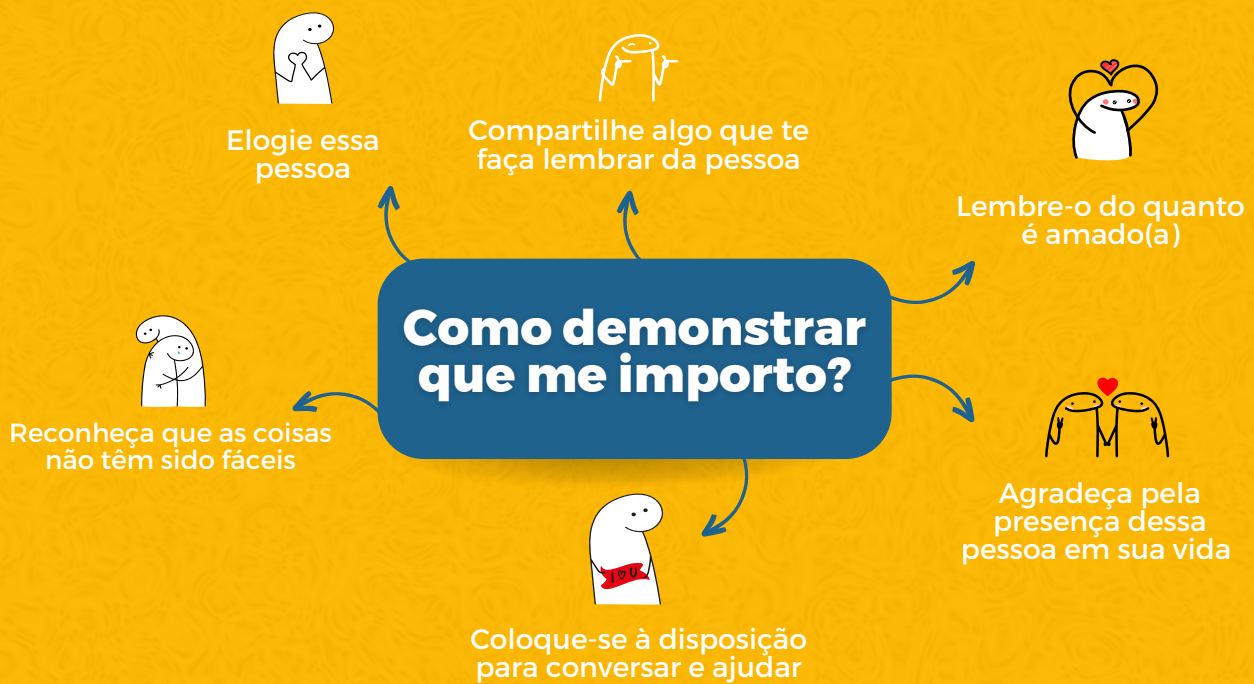 Elogie essa
pessoa
Compartilhe algo que te
faça lembrar da pessoa
Lembre-o do quanto
é amado(a)
Como demonstrar
que me importo?
Reconheça que as coisas
não têm sido fáceis
Agradeça pela
presença dessa
pessoa em sua vida
I ♡ U
Coloque-se à disposição
para conversar e ajudar